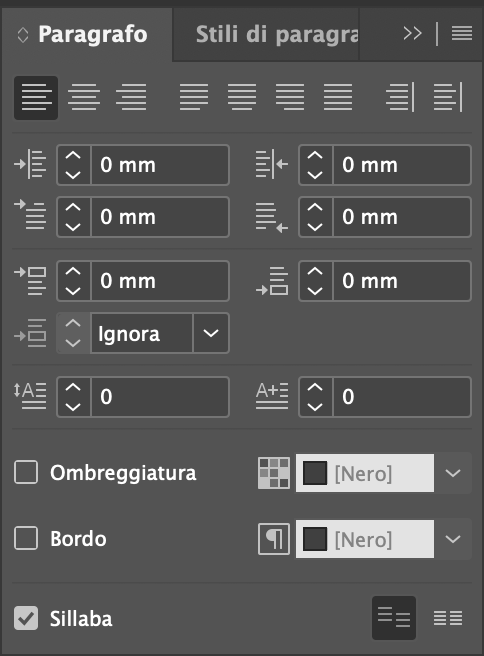 Paragrafo Stili di paragra
0 mm 0 mm
0 mm 0 mm
0 mm 0 mm
Ignora
0 0
Ombreggiatura [Nero]
Bordo [Nero]
Sillaba